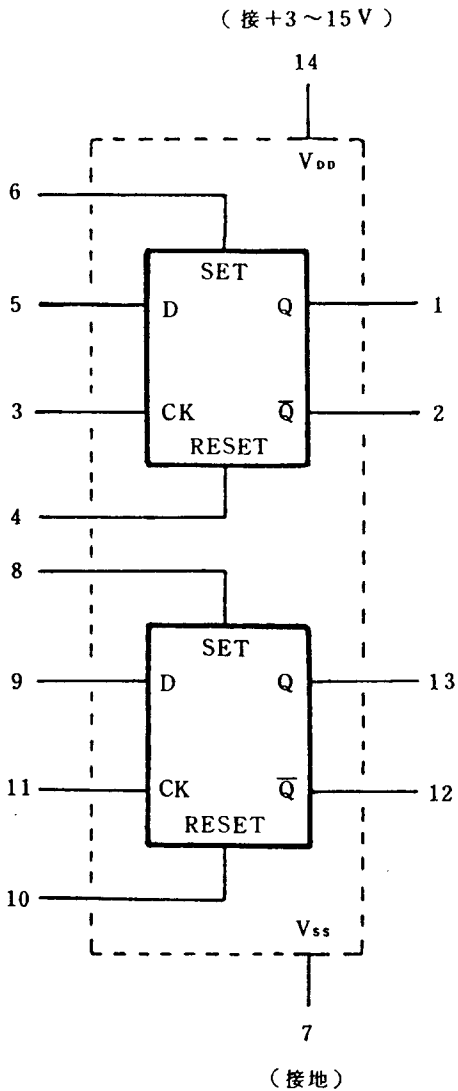 （接＋3～15V）
14
VDD
6
SET
5 D Q 1
3 CK Q̅ 2
RESET
4
8
SET
9 D Q 13
11 CK Q̅ 12
RESET
10
Vss
7
（接地）